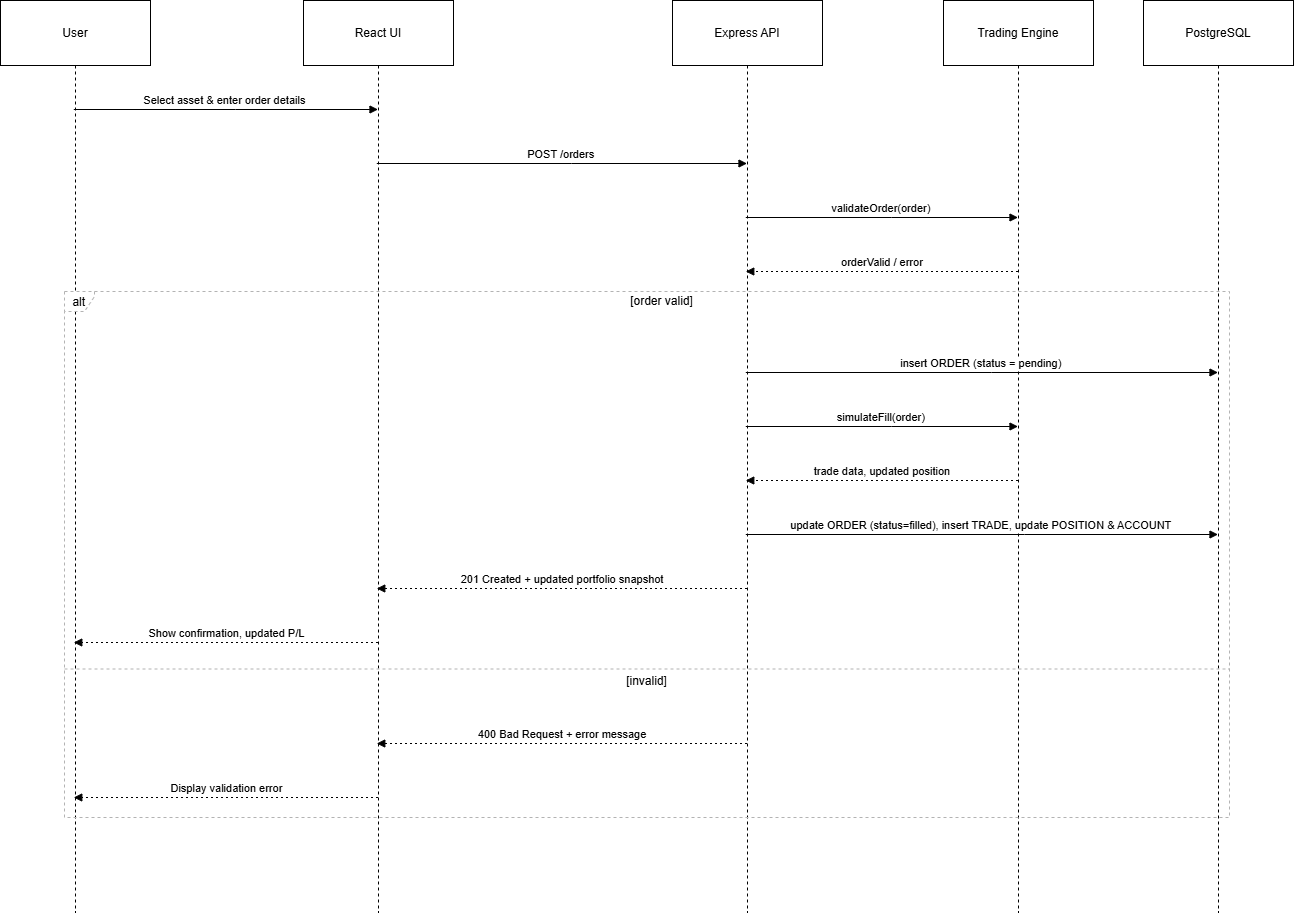 User
React UI
Express API
Trading Engine
PostgreSQL
Select asset & enter order details
POST /orders
validateOrder(order)
orderValid / error
alt
[order valid]
insert ORDER (status = pending)
simulateFill(order)
trade data, updated position
update ORDER (status=filled), insert TRADE, update POSITION & ACCOUNT
201 Created + updated portfolio snapshot
Show confirmation, updated P/L
[invalid]
400 Bad Request + error message
Display validation error